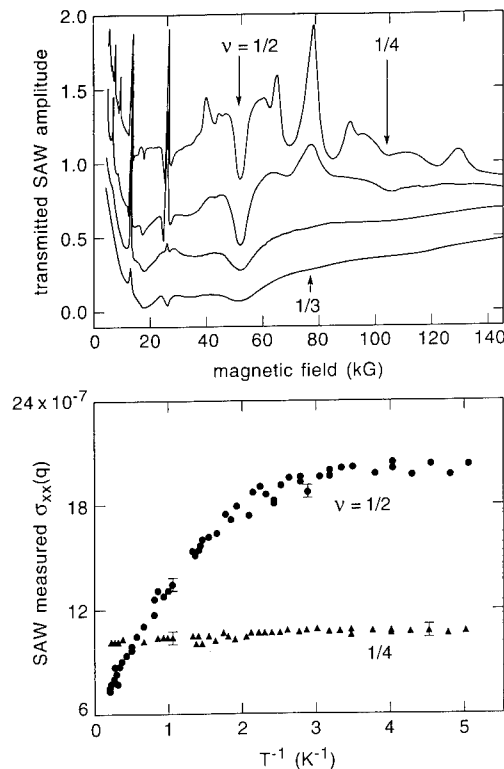 2.0
ν = 1/2
1/4
1.5
1.0
0.5
0.0
1/3
transmitted SAW amplitude
0 20 40 60 80 100 120 140
magnetic field (kG)
24 x 10⁻⁷
18
12
6
ν = 1/2
1/4
SAW measured σxx(q)
0 1 2 3 4 5
T⁻¹ (K⁻¹)